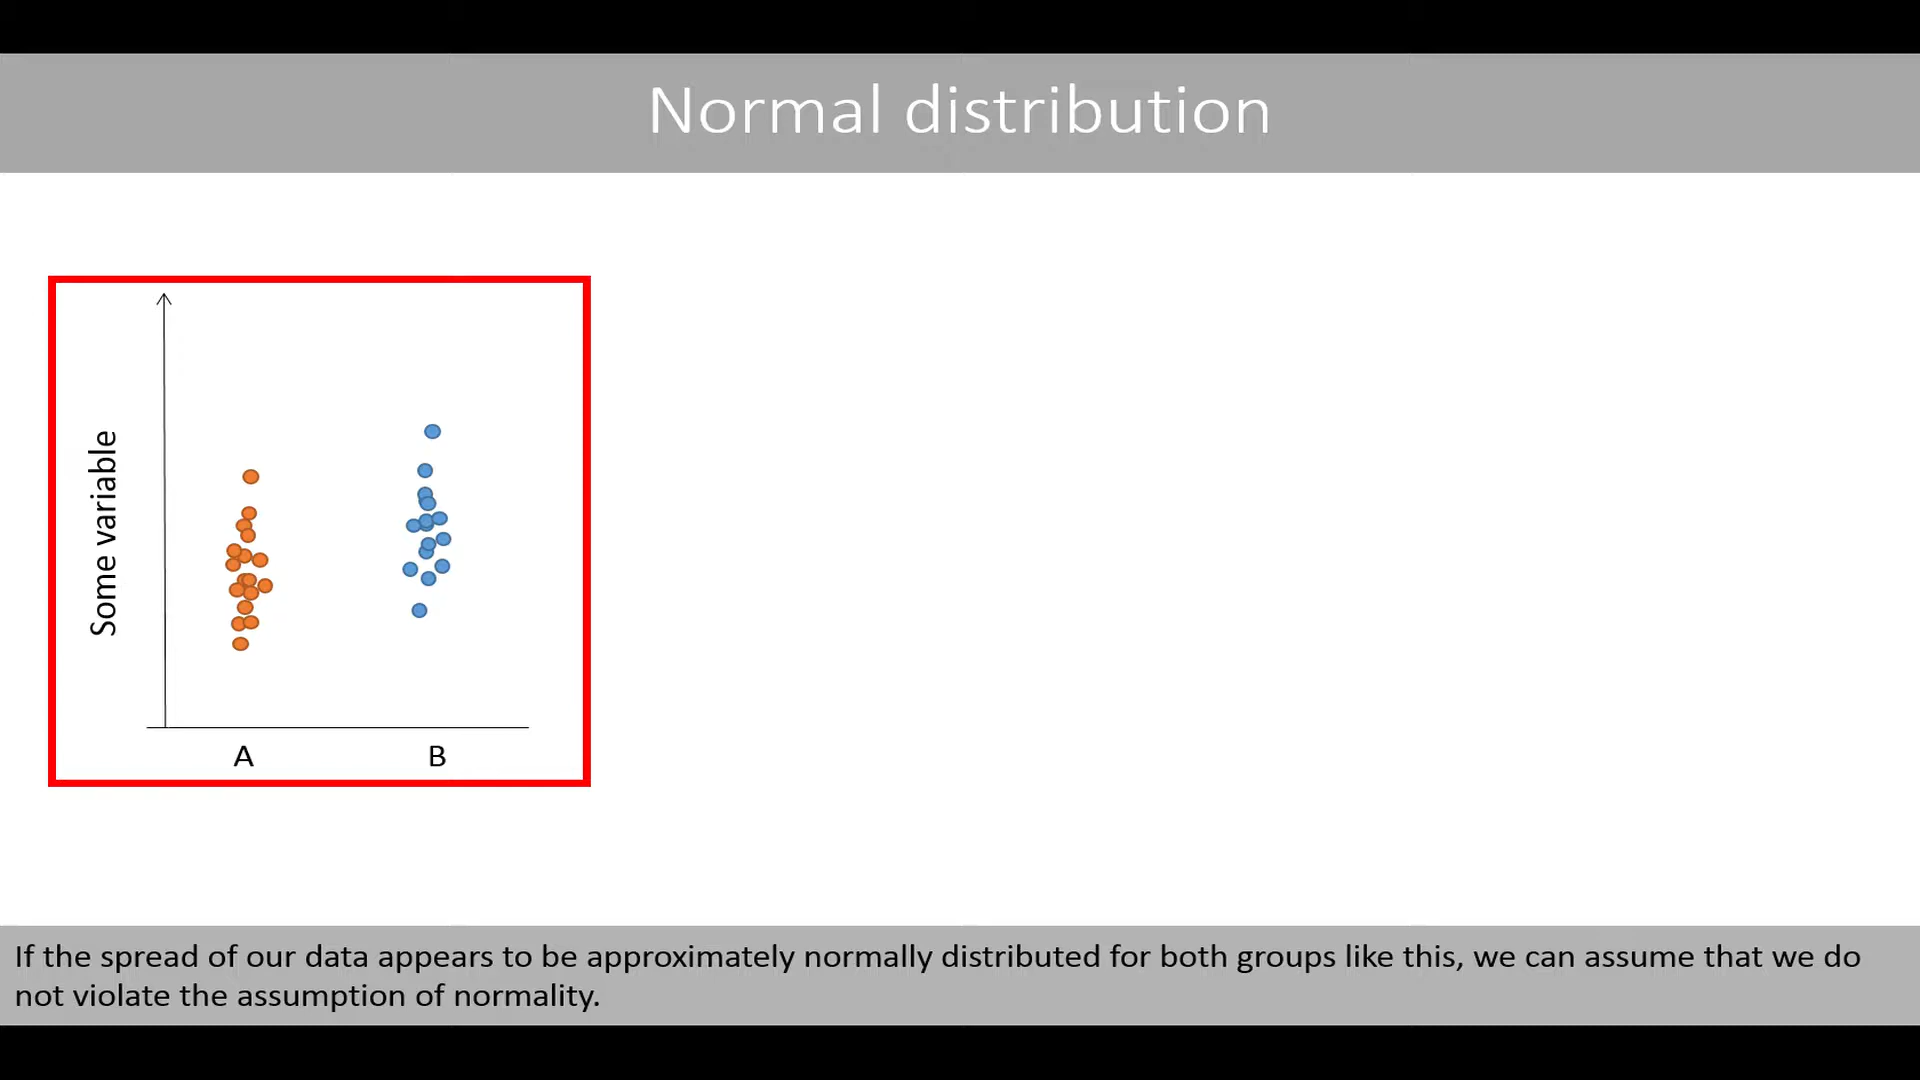 Normal distribution
Some variable
A
B
If the spread of our data appears to be approximately normally distributed for both groups like this, we can assume that we do
not violate the assumption of normality.